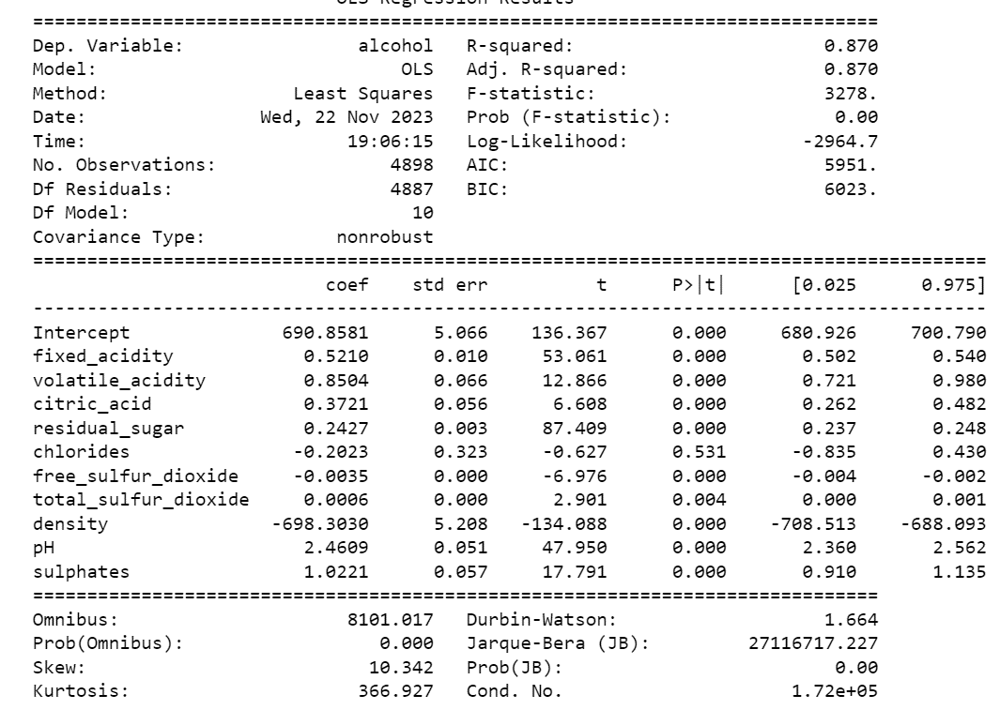 OLS Regression Results
==============================================================================
Dep. Variable:                alcohol   R-squared:                       0.870
Model:                            OLS   Adj. R-squared:                  0.870
Method:                 Least Squares   F-statistic:                     3278.
Date:                Wed, 22 Nov 2023   Prob (F-statistic):               0.00
Time:                        19:06:15   Log-Likelihood:                -2964.7
No. Observations:                4898   AIC:                             5951.
Df Residuals:                    4887   BIC:                             6023.
Df Model:                          10
Covariance Type:            nonrobust
========================================================================================
                           coef    std err          t      P>|t|      [0.025      0.975]
----------------------------------------------------------------------------------------
Intercept              690.8581      5.066    136.367      0.000     680.926     700.790
fixed_acidity            0.5210      0.010     53.061      0.000       0.502       0.540
volatile_acidity         0.8504      0.066     12.866      0.000       0.721       0.980
citric_acid              0.3721      0.056      6.608      0.000       0.262       0.482
residual_sugar           0.2427      0.003     87.409      0.000       0.237       0.248
chlorides               -0.2023      0.323     -0.627      0.531      -0.835       0.430
free_sulfur_dioxide     -0.0035      0.000     -6.976      0.000      -0.004      -0.002
total_sulfur_dioxide     0.0006      0.000      2.901      0.004       0.000       0.001
density               -698.3030      5.208   -134.088      0.000    -708.513    -688.093
pH                       2.4609      0.051     47.950      0.000       2.360       2.562
sulphates                1.0221      0.057     17.791      0.000       0.910       1.135
==============================================================================
Omnibus:                     8101.017   Durbin-Watson:                   1.664
Prob(Omnibus):                  0.000   Jarque-Bera (JB):         27116717.227
Skew:                          10.342   Prob(JB):                         0.00
Kurtosis:                     366.927   Cond. No.                     1.72e+05